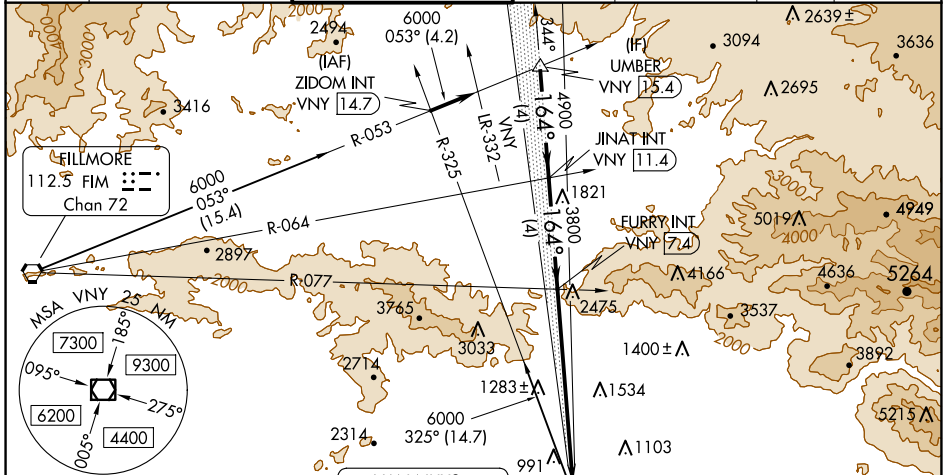 2494
6000
053° (4.2)
344°
2639±
(IAF)
ZIDOM INT
VNY 14.7
(IF)
UMBER
VNY 15.4
3094
3636
2695
3416
3000
R-053
LR-332
VNY
164°
(4)
4900
JINAT INT
VNY 11.4
FILLMORE
112.5 FIM
Chan 72
R-325
6000
053°
(15.4)
1821
3000
R-064
164°
(4)
3800
FURRY INT
VNY 7.4
5019
4000
4949
2897
2000
R-077
4166
4636
5264
2475
MSA VNY 25 NM
185°
7300
9300
095°
275°
6200
4400
005°
3765
3033
3537
2000
1400±
3892
2714
1283±
1534
5215
6000
325° (14.7)
2314
991
1103